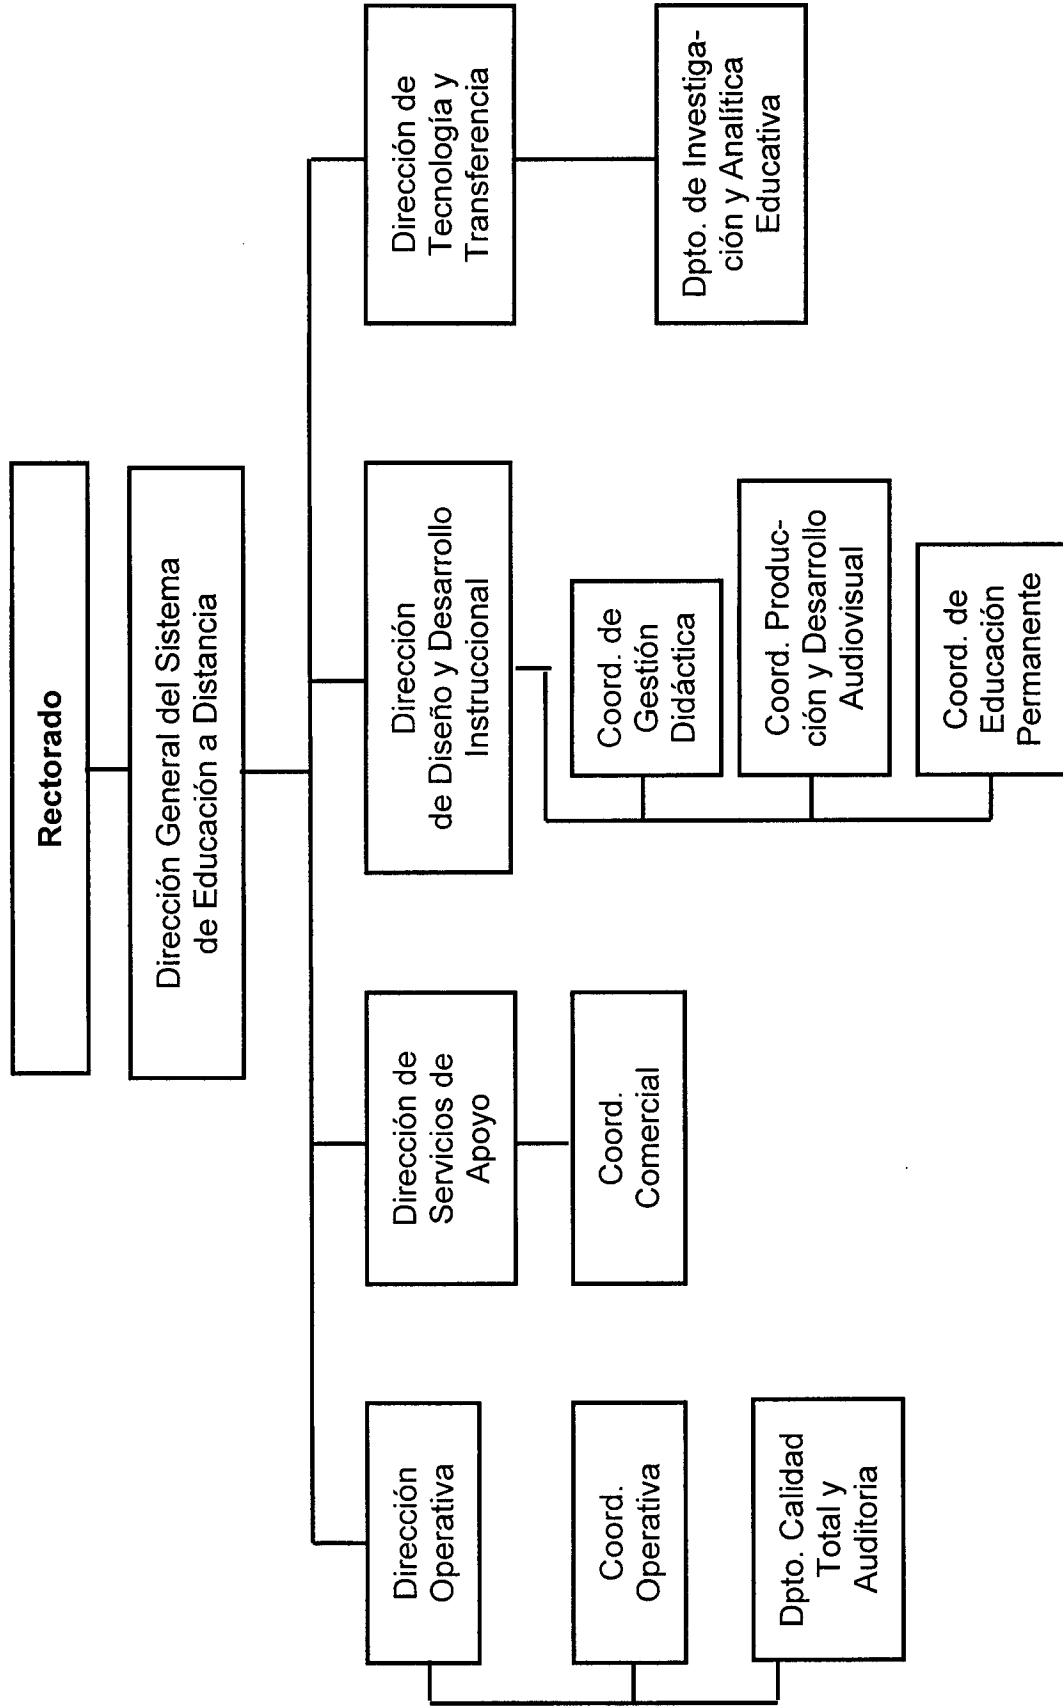 Rectorado
Dirección General del Sistema
de Educación a Distancia
Dirección
Operativa
Coord.
Operativa
Dpto. Calidad
Total y
Auditoria
Dirección de
Servicios de
Apoyo
Coord.
Comercial
Dirección
de Diseño y Desarrollo
Instruccional
Coord. de
Gestión
Didáctica
Coord. Produc-
ción y Desarrollo
Audiovisual
Coord. de
Educación
Permanente
Dirección de
Tecnología y
Transferencia
Dpto. de Investiga-
ción y Analítica
Educativa